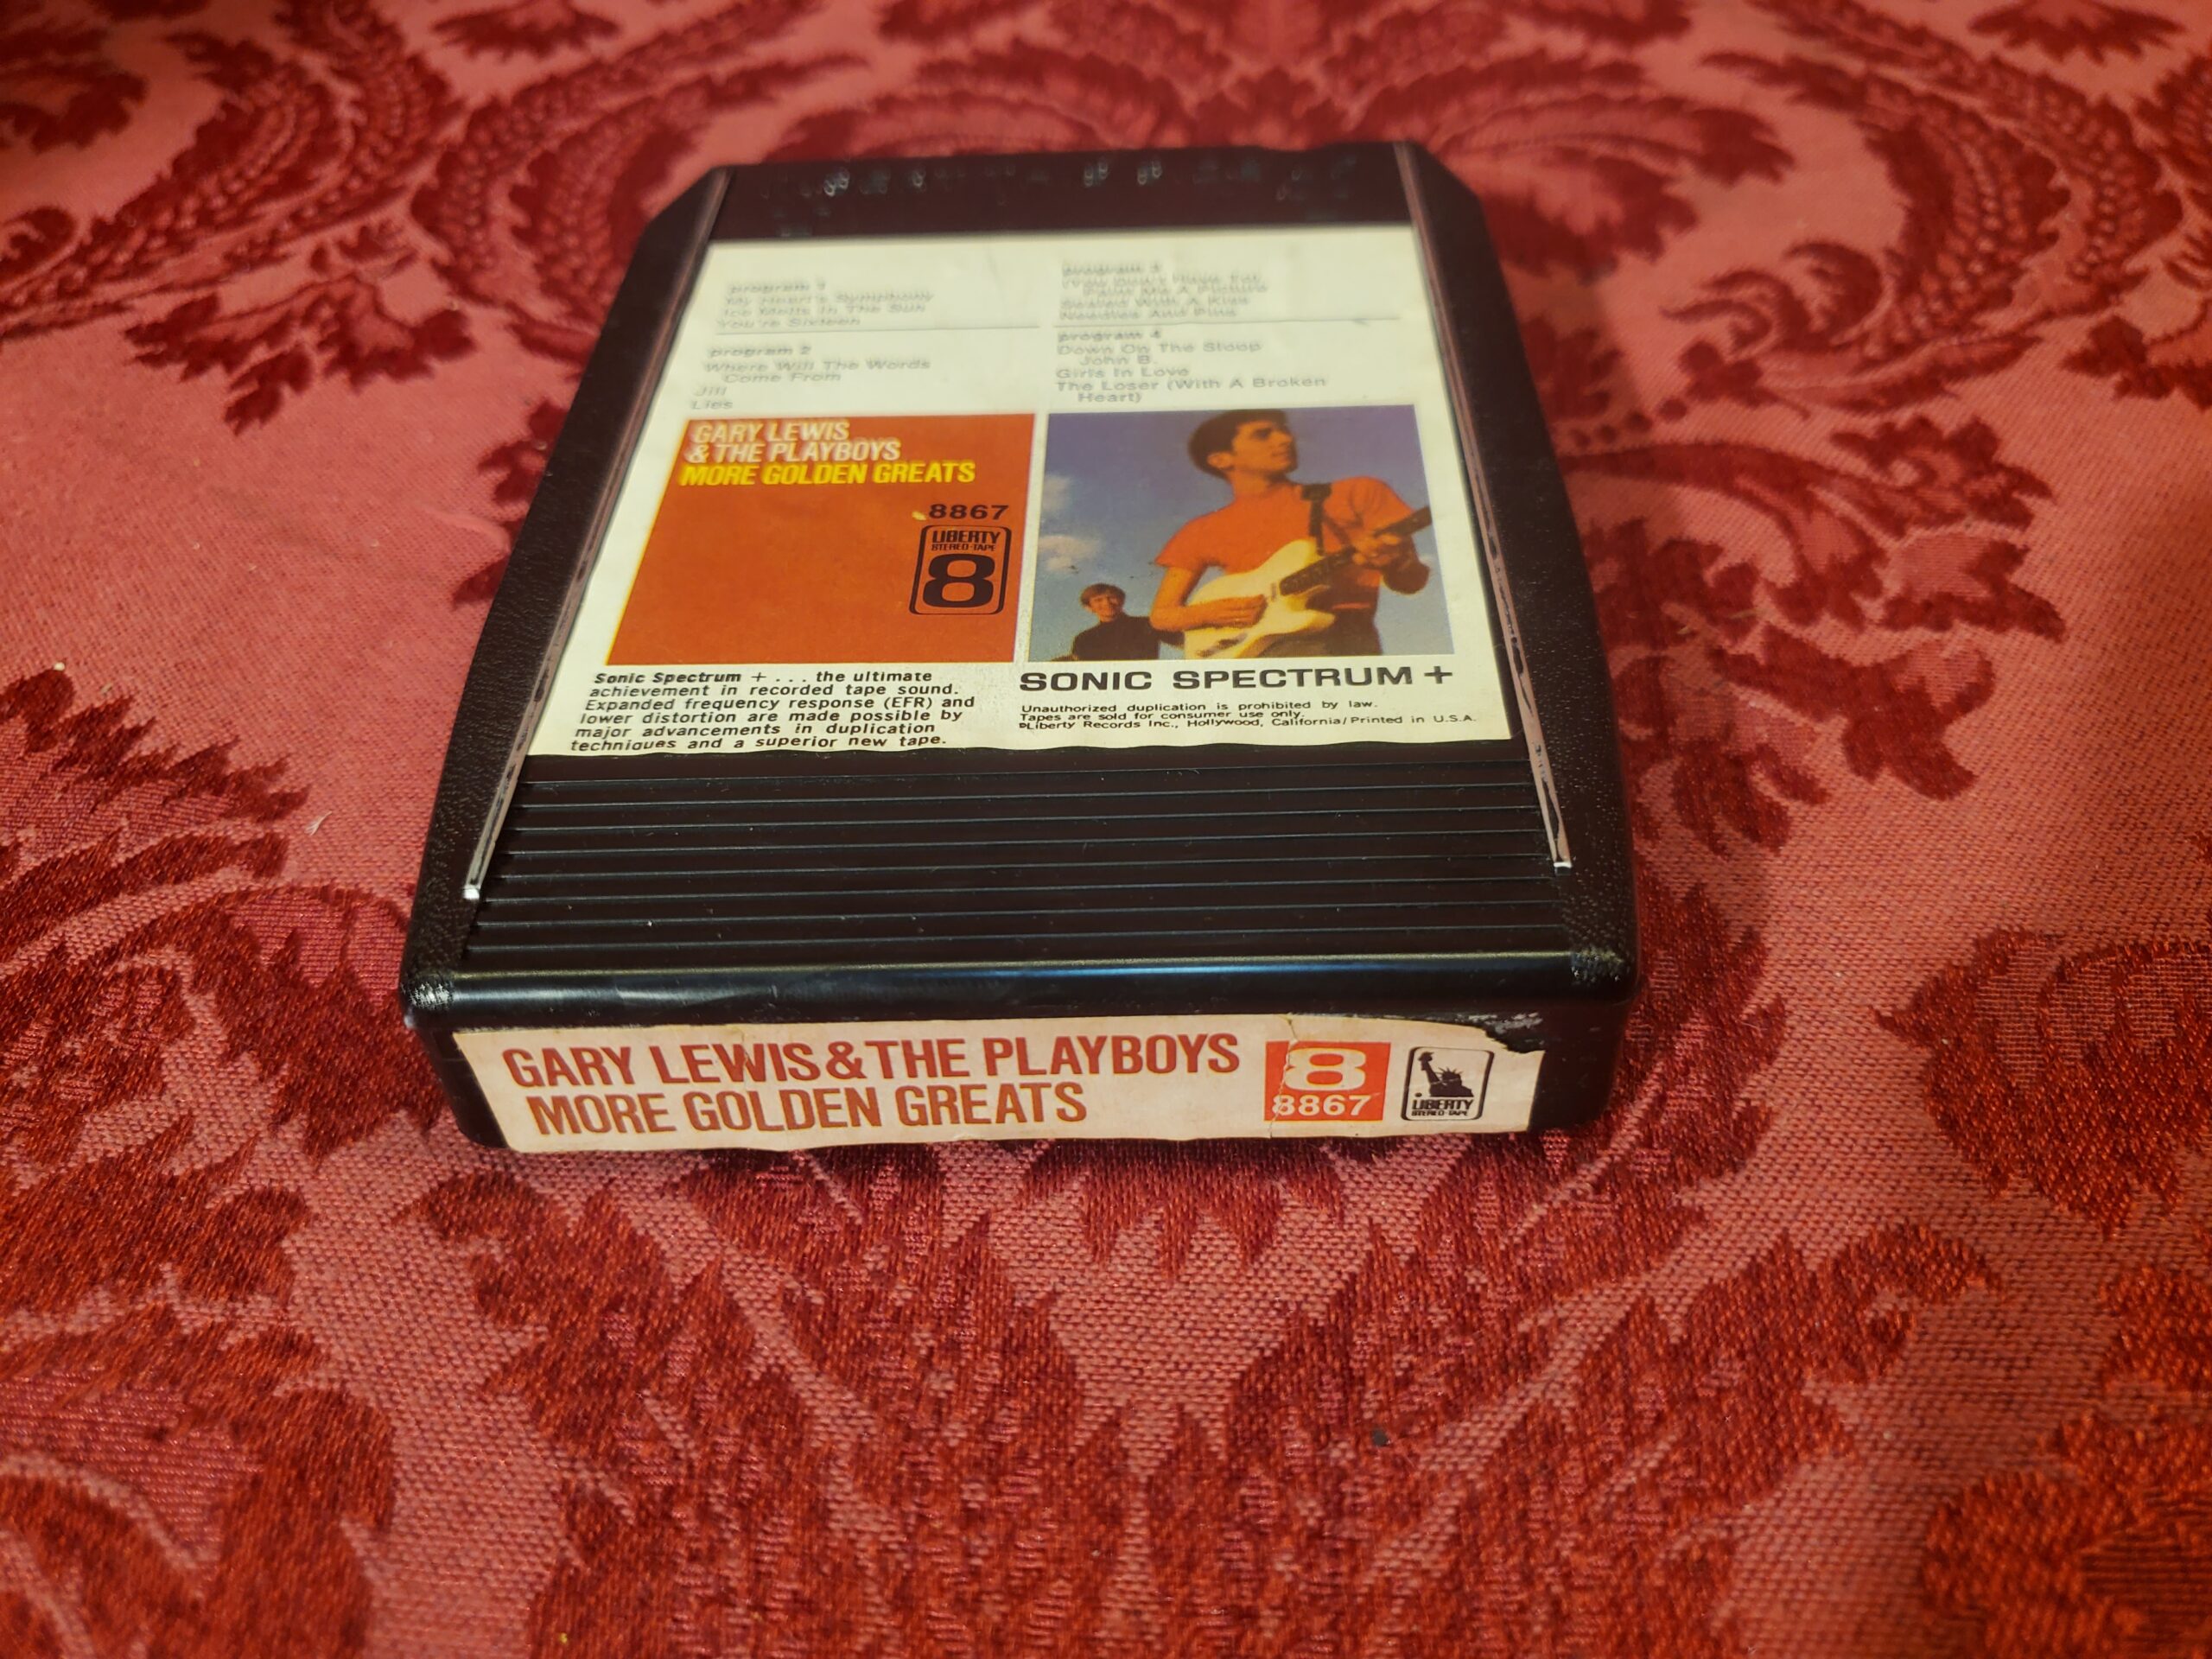 program 1
My Heart's Symphony
Ice Melts In The Sun
You're Sixteen
program 2
Where Will The Words
Come From
Jill
Lies
program 3
(You Don't Have To)
Paint Me A Picture
Sealed With A Kiss
Needles And Pins
program 4
Down On The Sloop
John B.
Girls In Love
The Loser (With A Broken
Heart)
GARY LEWIS
& THE PLAYBOYS
MORE GOLDEN GREATS
8867
LIBERTY
STEREO-TAPE
8
Sonic Spectrum + ... the ultimate
achievement in recorded tape sound.
Expanded frequency response (EFR) and
lower distortion are made possible by
major advancements in duplication
techniques and a superior new tape.
SONIC SPECTRUM +
Unauthorized duplication is prohibited by law.
Tapes are sold for consumer use only.
©Liberty Records Inc., Hollywood, California/Printed in U.S.A.
GARY LEWIS & THE PLAYBOYS
MORE GOLDEN GREATS
8
8867
LIBERTY
STEREO-TAPE